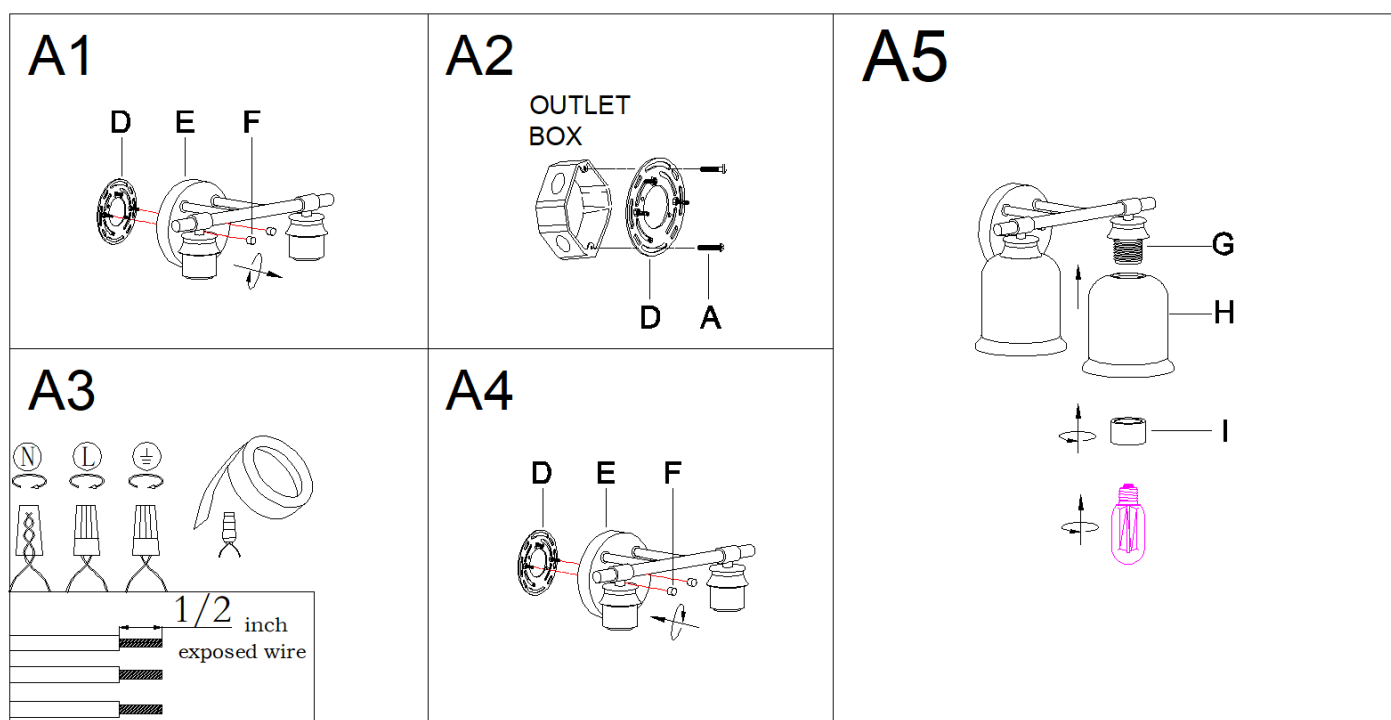 A1
D E F
A2
OUTLET
BOX
D A
A3
N L
1/2 inch
exposed wire
A4
D E F
A5
G
H
I